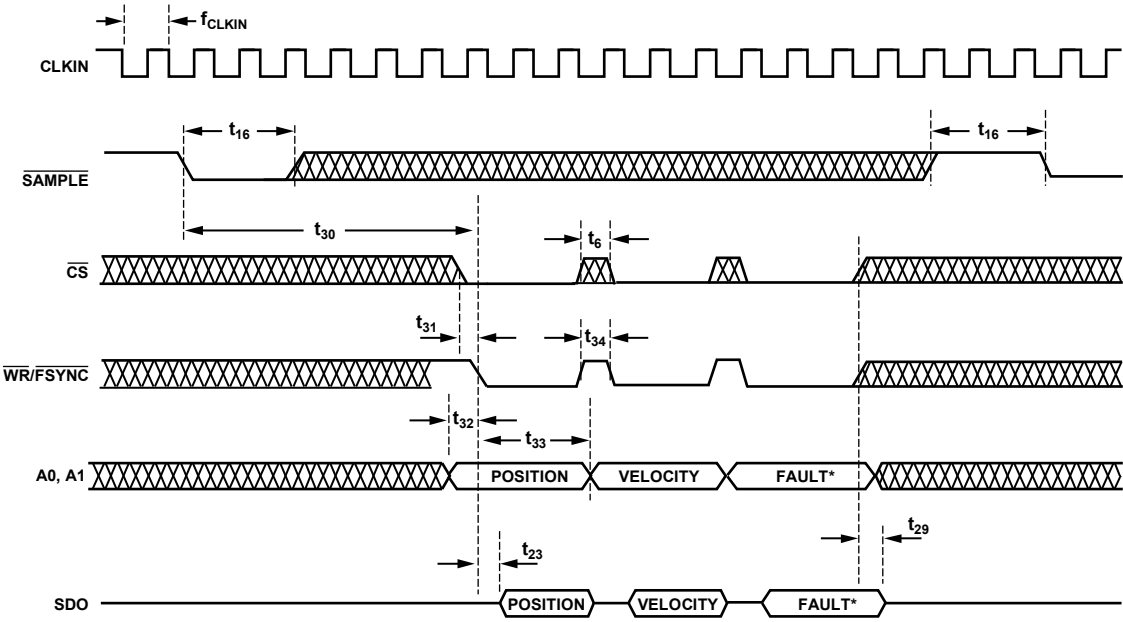 fCLKIN
CLKIN
t16
t16
SAMPLE
t30
t6
CS
t31
t34
WR/FSYNC
t32
t33
A0, A1
POSITION
VELOCITY
FAULT*
t29
t23
SDO
POSITION
VELOCITY
FAULT*